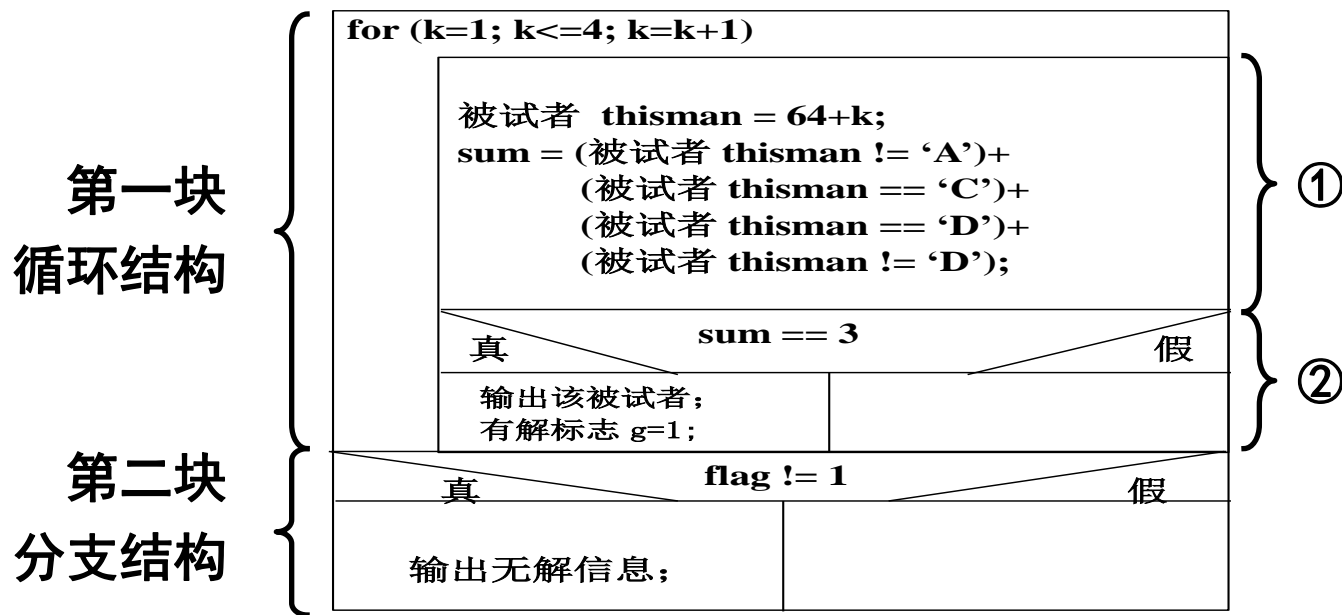 for (k=1; k<=4; k=k+1)
被试者 thisman = 64+k;
sum = (被试者 thisman != ‘A’)+
(被试者 thisman == ‘C’)+
(被试者 thisman == ‘D’)+
(被试者 thisman != ‘D’);
①
第一块
循环结构
真
sum == 3
假
②
输出该被试者；
有解标志 g=1;
第二块
分支结构
真
flag != 1
假
输出无解信息；